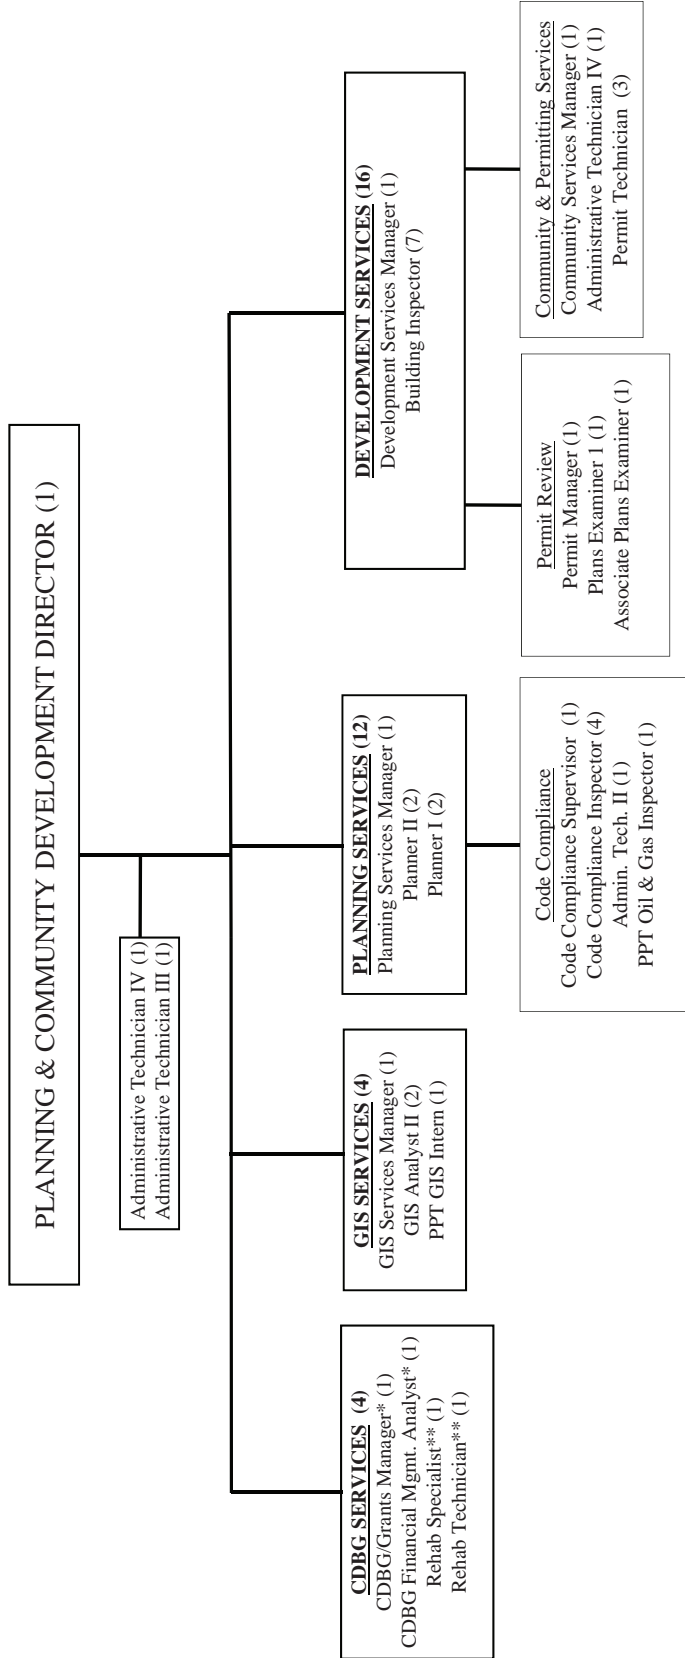 PLANNING & COMMUNITY DEVELOPMENT DIRECTOR (1)
Administrative Technician IV (1)
Administrative Technician III (1)
CDBG SERVICES (4)
CDBG/Grants Manager* (1)
CDBG Financial Mgmt. Analyst* (1)
Rehab Specialist** (1)
Rehab Technician** (1)
GIS SERVICES (4)
GIS Services Manager (1)
GIS Analyst II (2)
PPT GIS Intern (1)
PLANNING SERVICES (12)
Planning Services Manager (1)
Planner II (2)
Planner I (2)
DEVELOPMENT SERVICES (16)
Development Services Manager (1)
Building Inspector (7)
Code Compliance
Code Compliance Supervisor (1)
Code Compliance Inspector (4)
Admin. Tech. II (1)
PPT Oil & Gas Inspector (1)
Permit Review
Permit Manager (1)
Plans Examiner 1 (1)
Associate Plans Examiner (1)
Community & Permitting Services
Community Services Manager (1)
Administrative Technician IV (1)
Permit Technician (3)